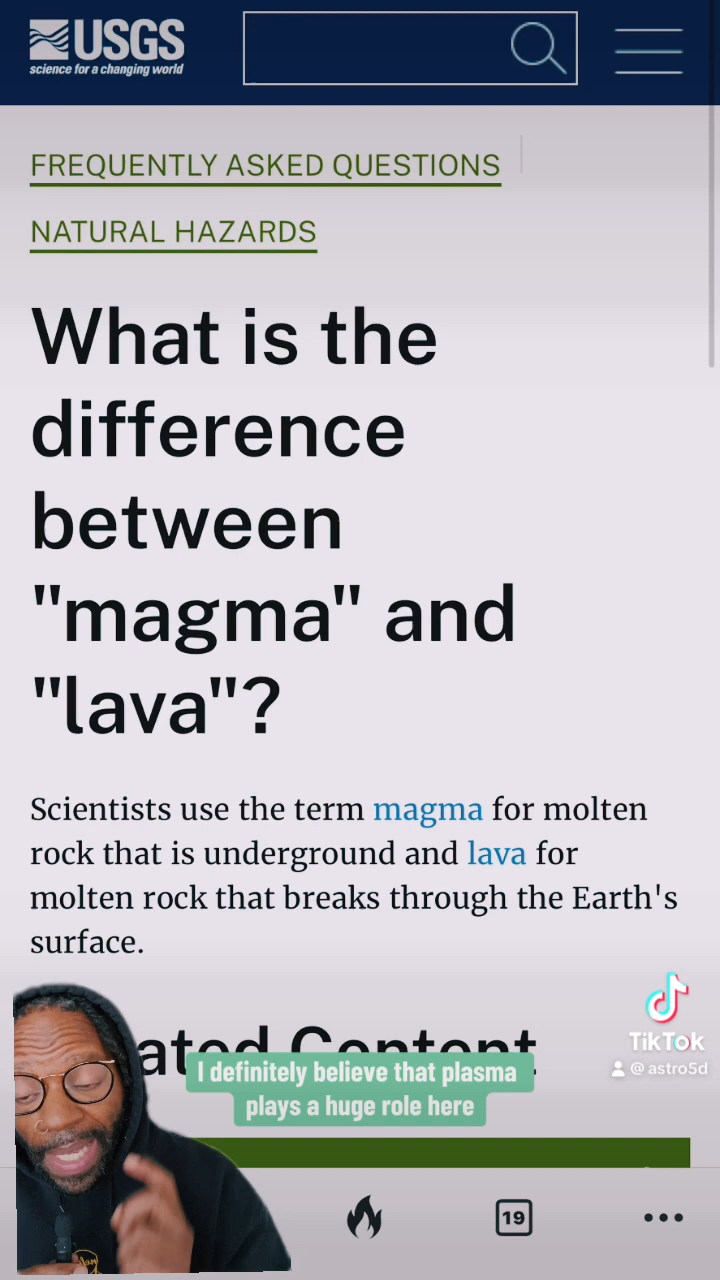 USGS
science for a changing world
FREQUENTLY ASKED QUESTIONS
NATURAL HAZARDS
What is the
difference
between
"magma" and
"lava"?
Scientists use the term magma for molten
rock that is underground and lava for
molten rock that breaks through the Earth's
surface.
ated Content
I definitely believe that plasma
plays a huge role here
TikTok
@astro5d
19